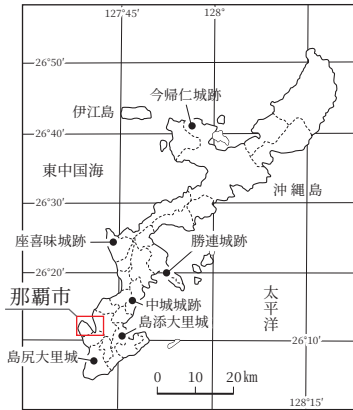 127°45′
128°
26°50′
今帰仁城跡
伊江島
26°40′
東中国海
沖縄島
26°30′
座喜味城跡
勝連城跡
26°20′
那覇市
太平洋
中城城跡
島添大里城
26°10′
島尻大里城
0 10 20km
128°15′